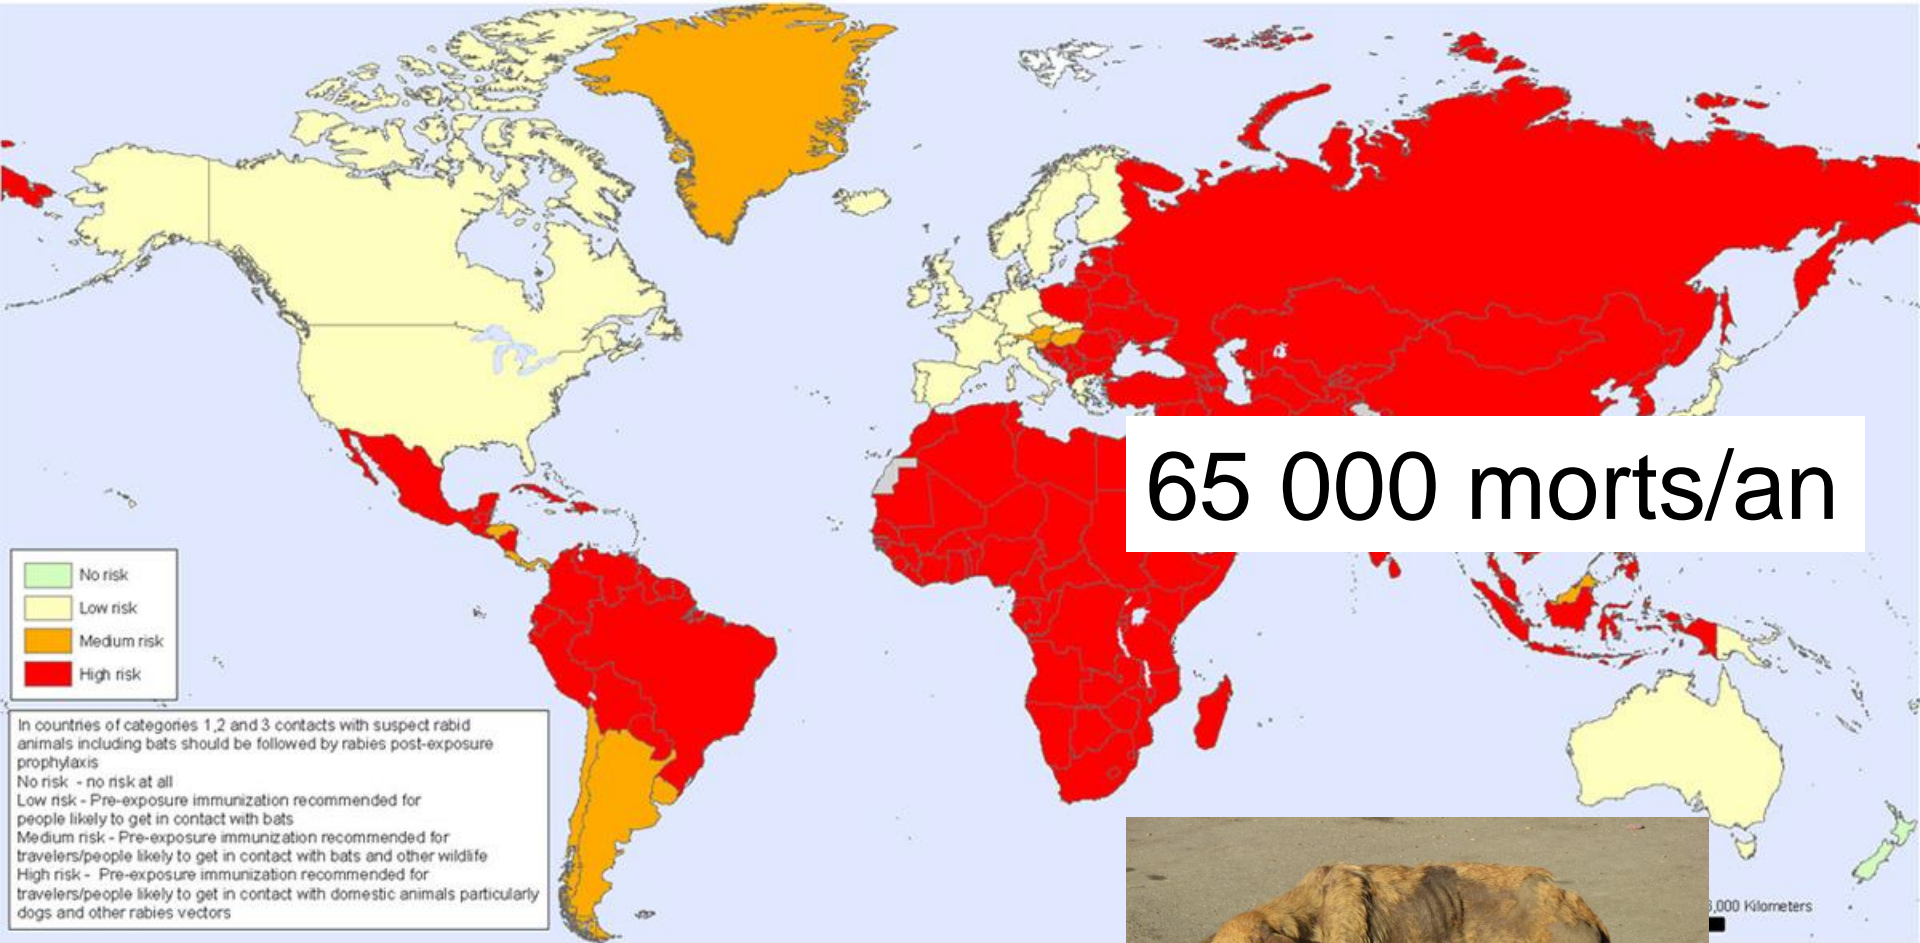 65 000 morts/an
No risk
Low risk
Medium risk
High risk
In countries of categories 1,2 and 3 contacts with suspect rabid
animals including bats should be followed by rabies post-exposure
prophylaxis
No risk - no risk at all
Low risk - Pre-exposure immunization recommended for
people likely to get in contact with bats
Medium risk - Pre-exposure immunization recommended for
travelers/people likely to get in contact with bats and other wildlife
High risk - Pre-exposure immunization recommended for
travelers/people likely to get in contact with domestic animals particularly
dogs and other rabies vectors
,000 Kilometers